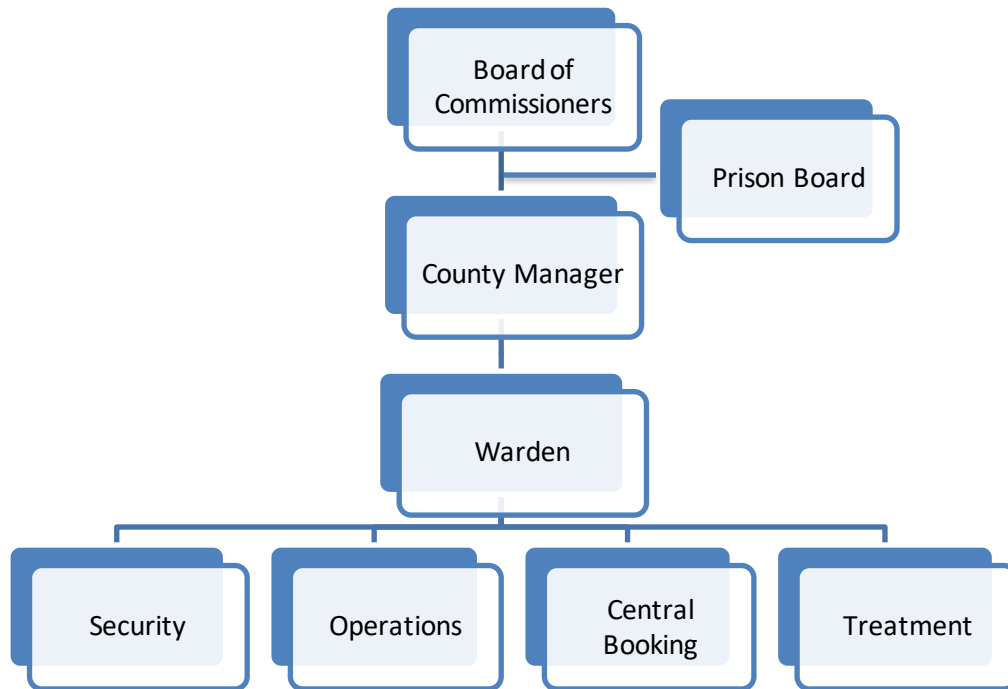 Board of
Commissioners
Prison Board
County Manager
Warden
Security
Operations
Central
Booking
Treatment